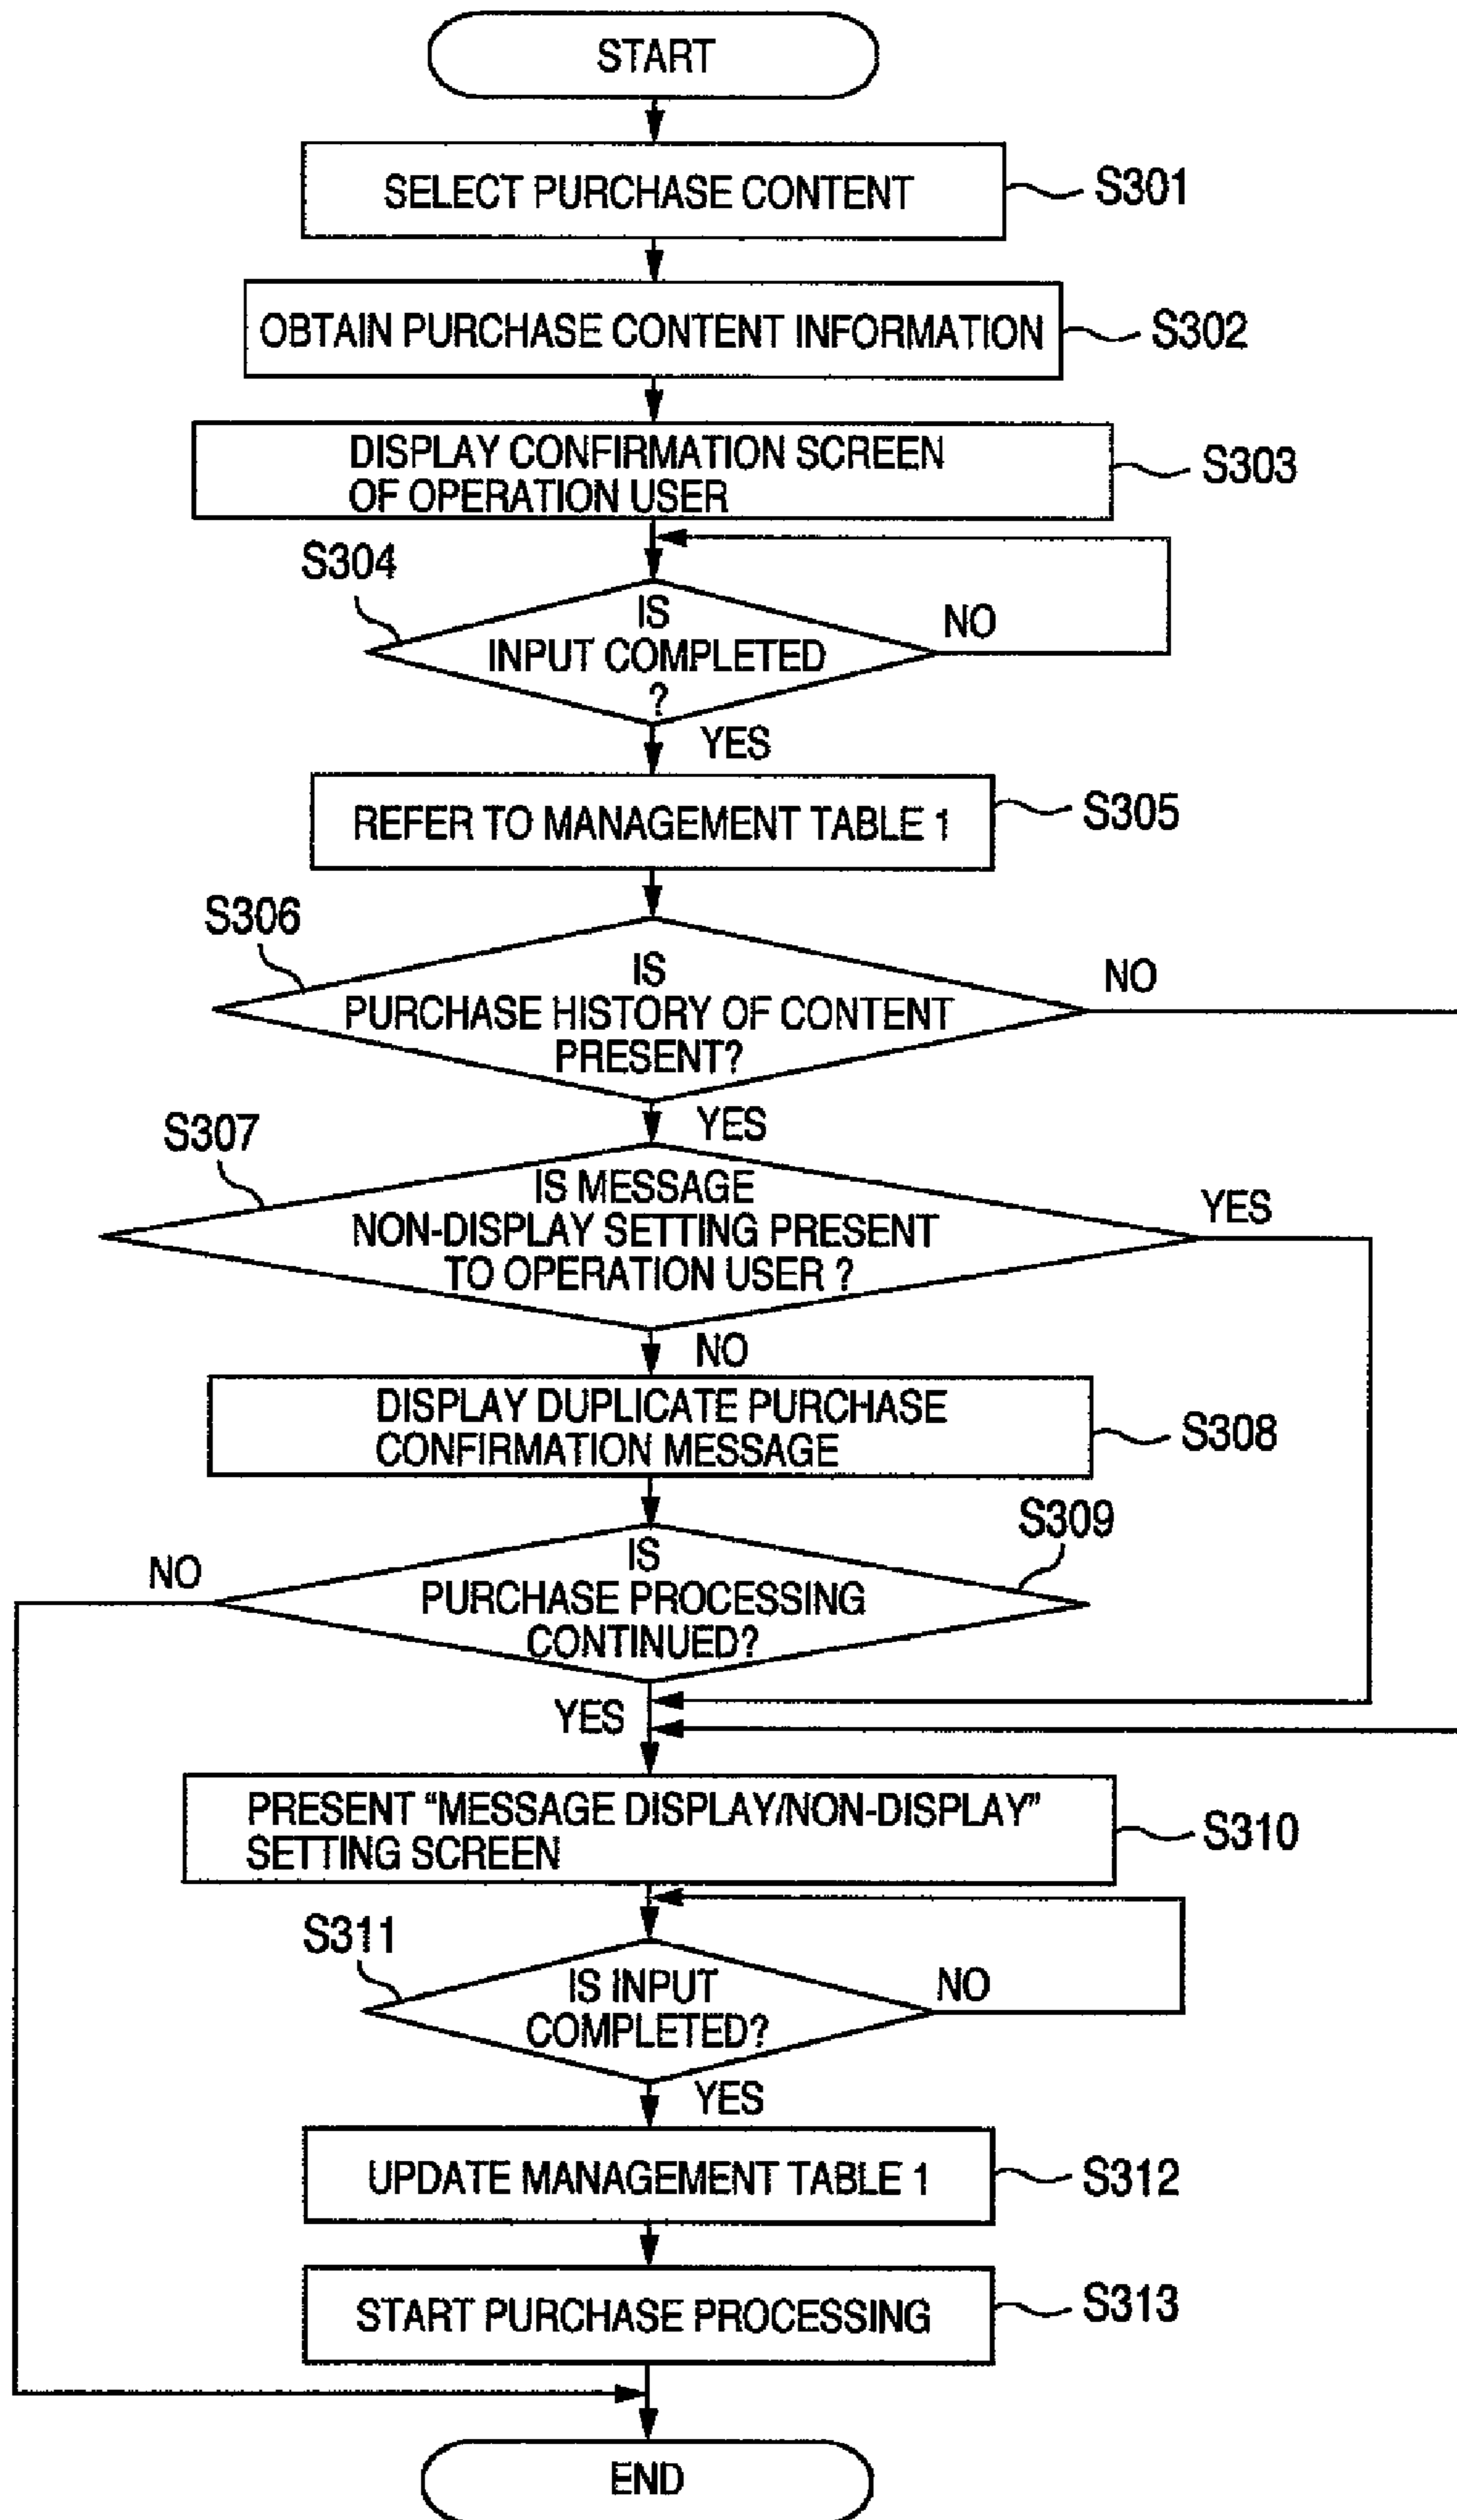 START
SELECT PURCHASE CONTENT
S301
OBTAIN PURCHASE CONTENT INFORMATION
S302
DISPLAY CONFIRMATION SCREEN
OF OPERATION USER
S303
S304
IS
INPUT COMPLETED
?
NO
YES
REFER TO MANAGEMENT TABLE 1
S305
S306
IS
PURCHASE HISTORY OF CONTENT
PRESENT?
NO
YES
S307
IS MESSAGE
NON-DISPLAY SETTING PRESENT
TO OPERATION USER ?
YES
NO
DISPLAY DUPLICATE PURCHASE
CONFIRMATION MESSAGE
S308
S309
IS
PURCHASE PROCESSING
CONTINUED?
NO
YES
PRESENT “MESSAGE DISPLAY/NON-DISPLAY”
SETTING SCREEN
S310
S311
IS INPUT
COMPLETED?
NO
YES
UPDATE MANAGEMENT TABLE 1
S312
START PURCHASE PROCESSING
S313
END